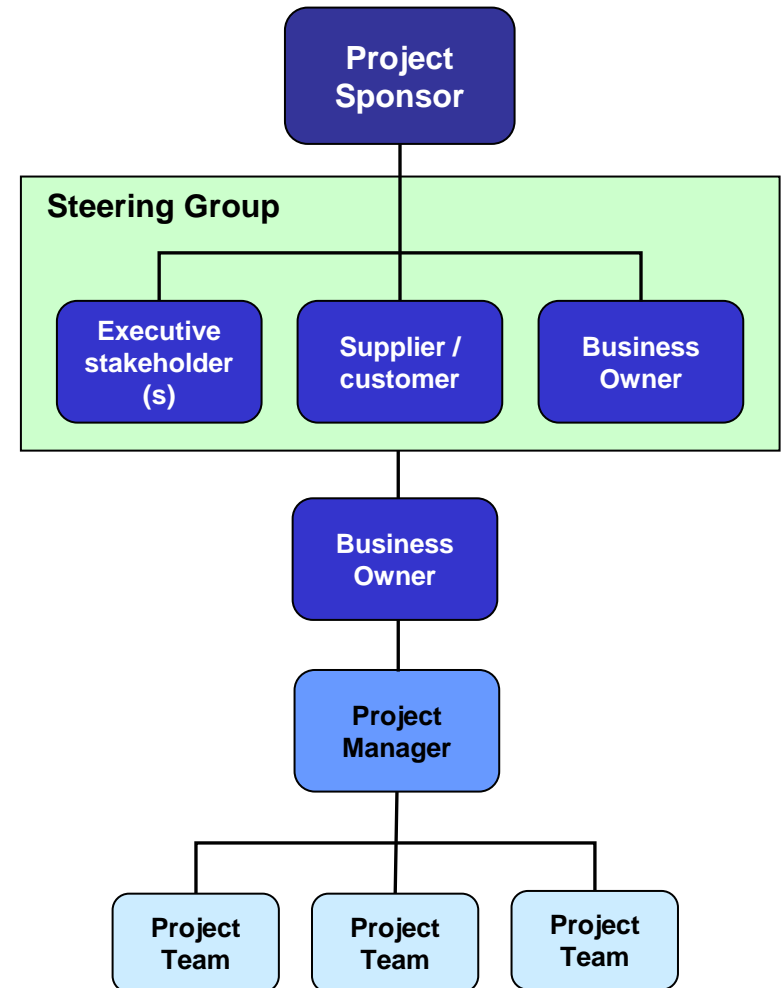 Project
Sponsor
Steering Group
Executive
stakeholder
(s)
Supplier /
customer
Business
Owner
Business
Owner
Project
Manager
Project
Team
Project
Team
Project
Team